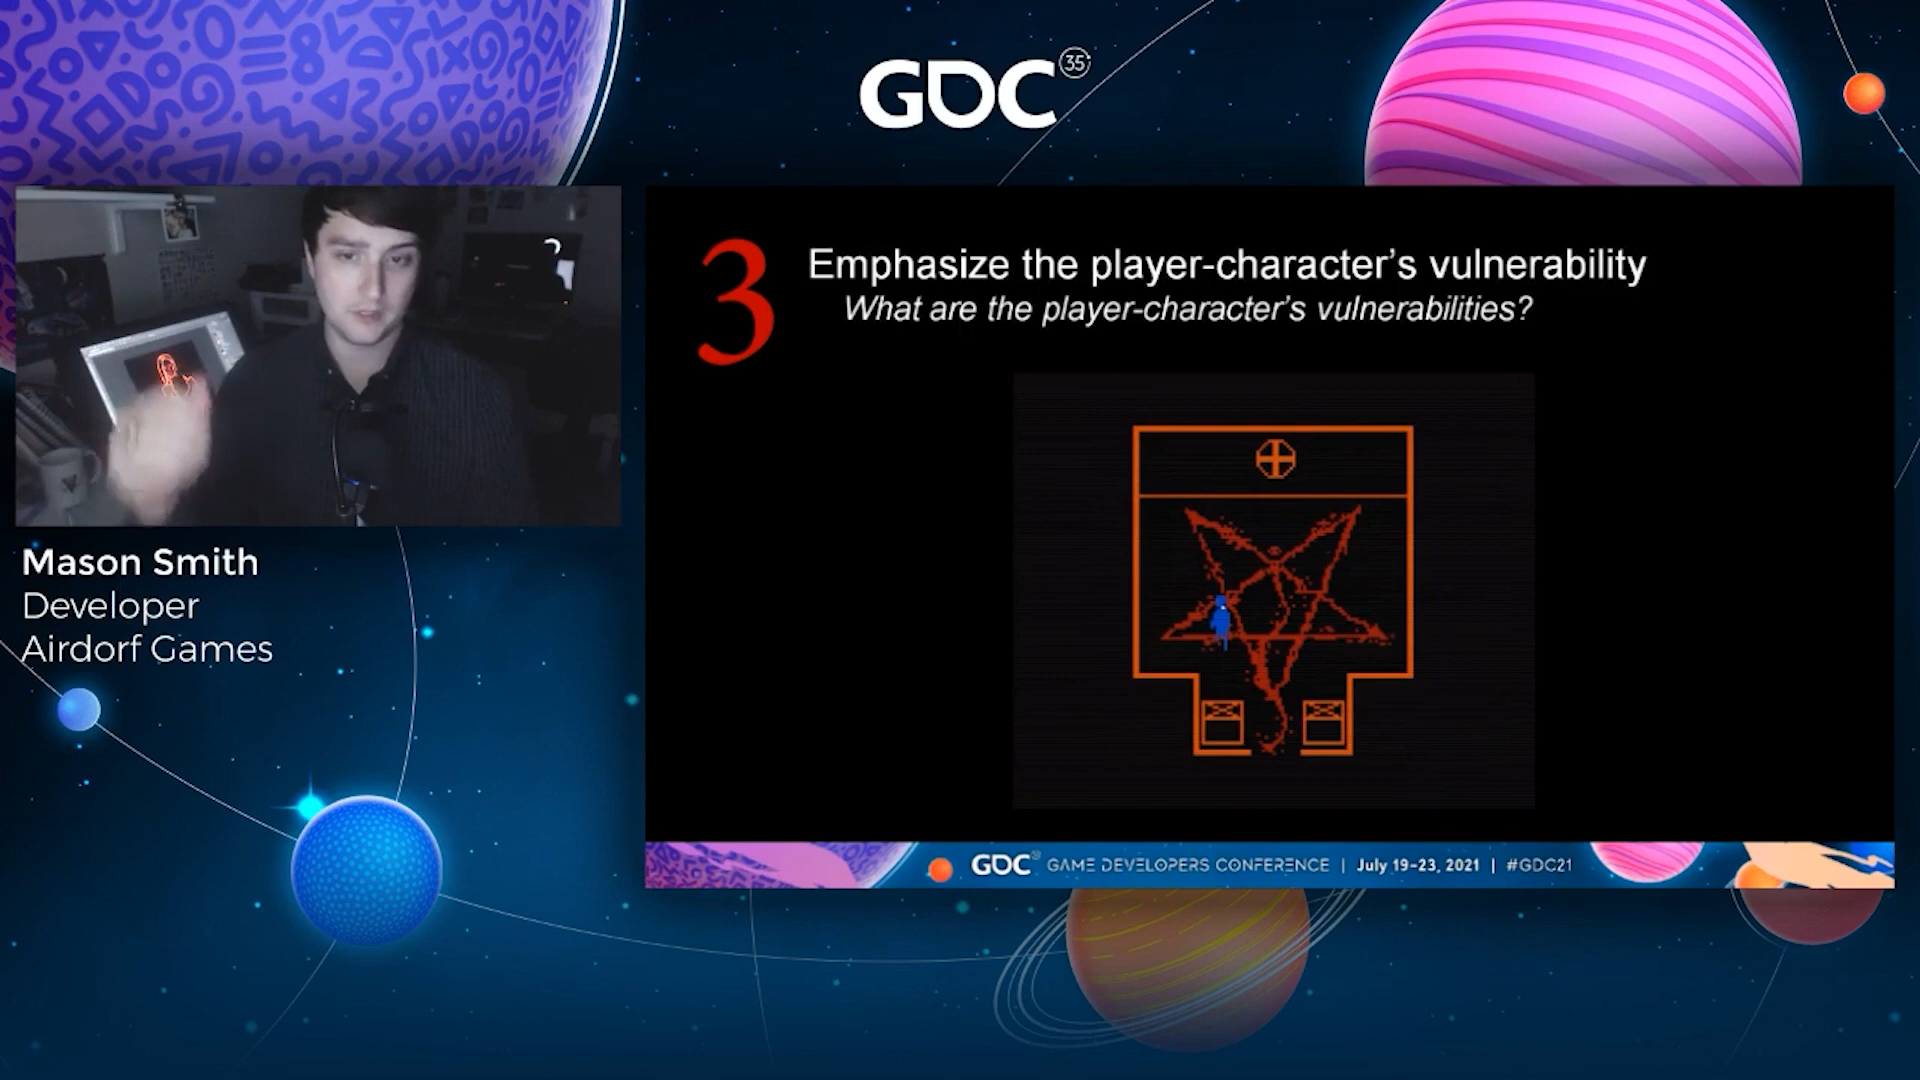 GDC 35
3 Emphasize the player-character's vulnerability
What are the player-character's vulnerabilities?
Mason Smith
Developer
Airdorf Games
GDC GAME DEVELOPERS CONFERENCE | July 19-23, 2021 | #GDC21